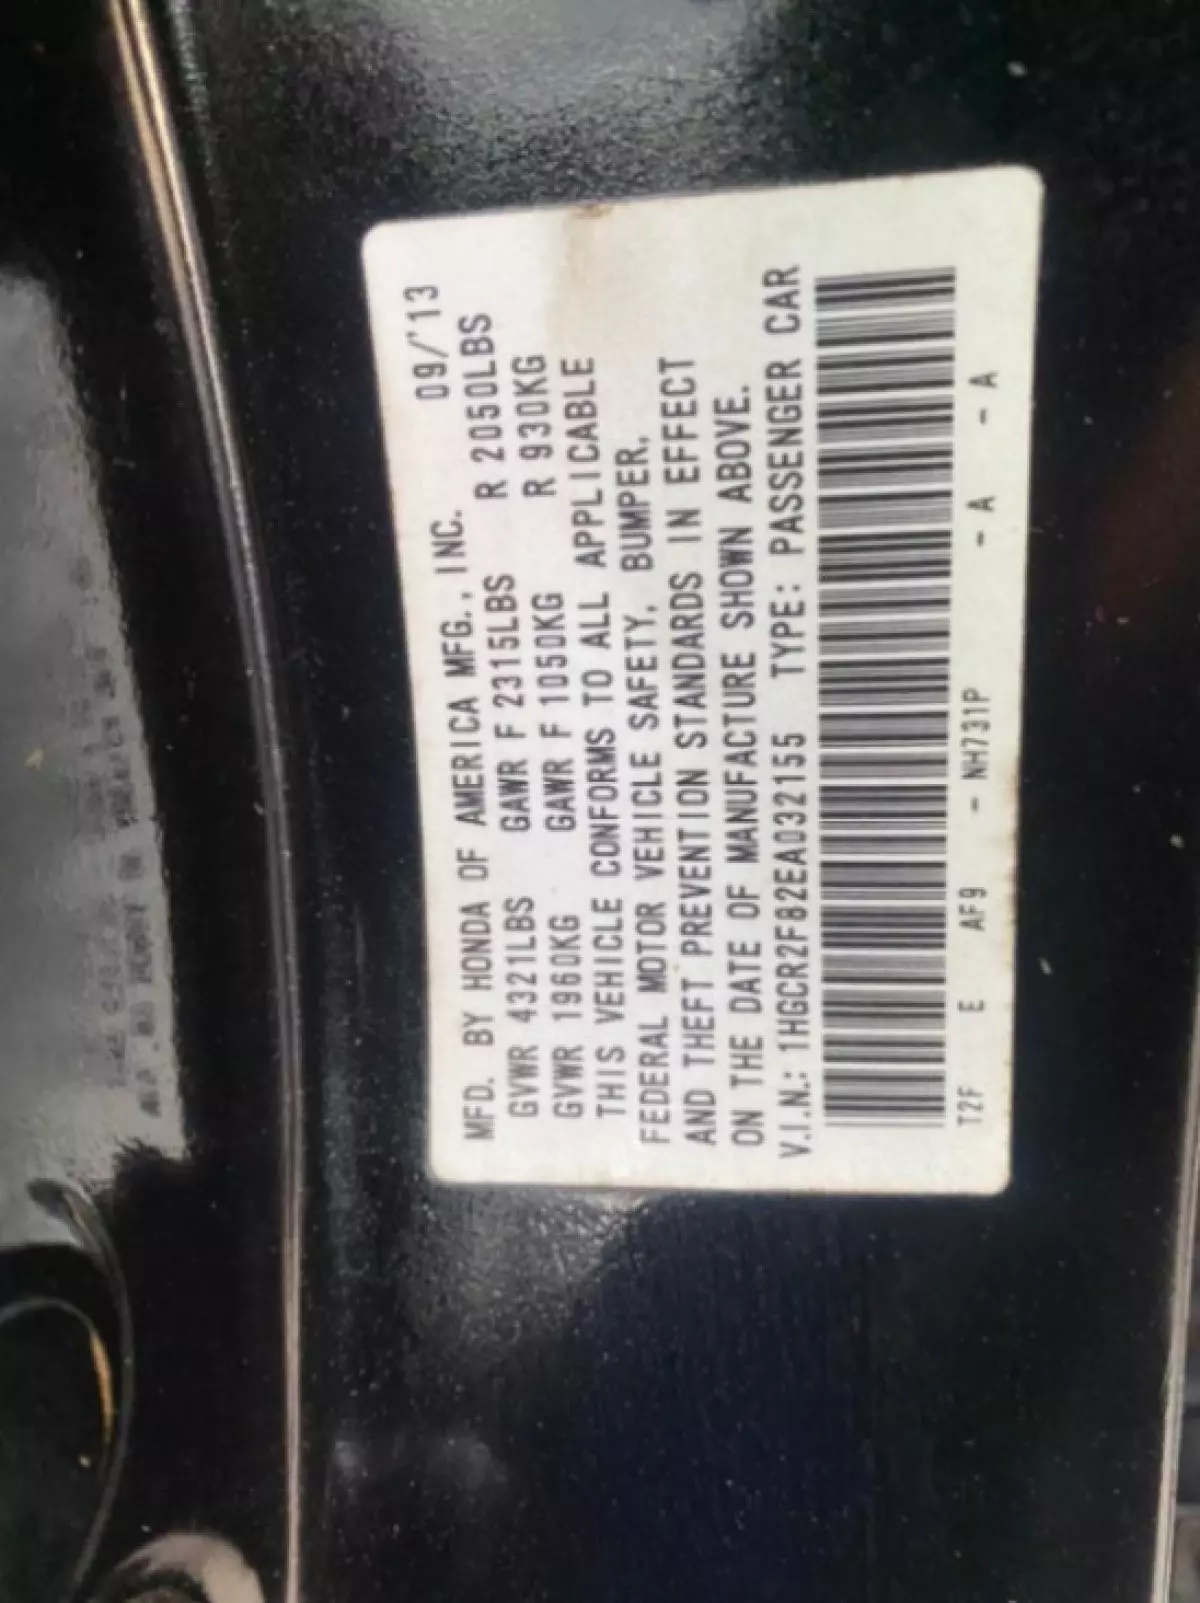 MFD. BY HONDA OF AMERICA MFG., INC. 09/'13
GVWR 4321LBS GAWR F 2315LBS R 2050LBS
GVWR 1960KG GAWR F 1050KG R 930KG
THIS VEHICLE CONFORMS TO ALL APPLICABLE
FEDERAL MOTOR VEHICLE SAFETY, BUMPER,
AND THEFT PREVENTION STANDARDS IN EFFECT
ON THE DATE OF MANUFACTURE SHOWN ABOVE.
V.I.N.: 1HGCR2F82EA032155 TYPE: PASSENGER CAR
T2F E AF9 - NH731P - A - A